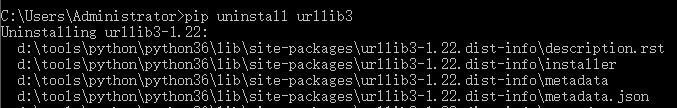 C:\Users\Administrator>pip uninstall urllib3
Uninstalling urllib3-1.22:
d:\tools\python\python36\lib\site-packages\urllib3-1.22.dist-info\description.rst
d:\tools\python\python36\lib\site-packages\urllib3-1.22.dist-info\installer
d:\tools\python\python36\lib\site-packages\urllib3-1.22.dist-info\metadata
d:\tools\python\python36\lib\site-packages\urllib3-1.22.dist-info\metadata.json